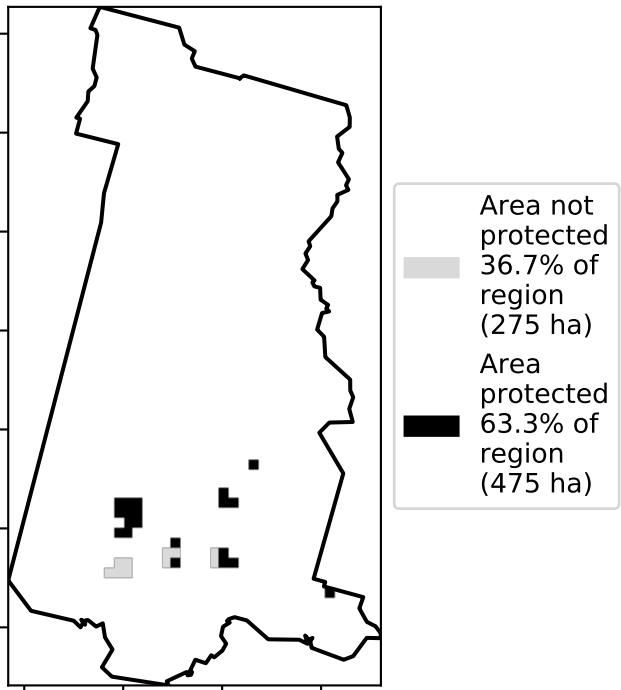 Area not
protected
36.7% of
region
(275 ha)
Area
protected
63.3% of
region
(475 ha)